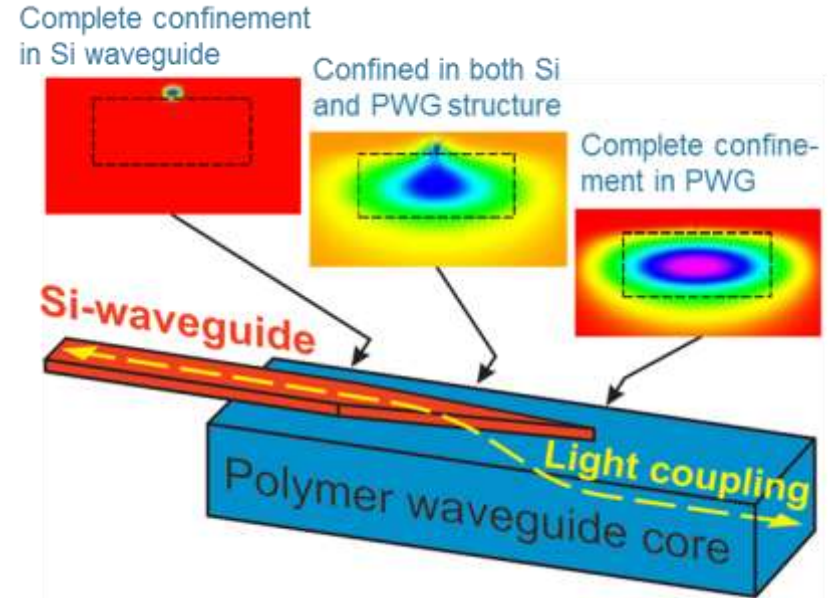 Complete confinement
in Si waveguide
Confined in both Si
and PWG structure
Complete confine-
ment in PWG
Si-waveguide
Light coupling
Polymer waveguide core